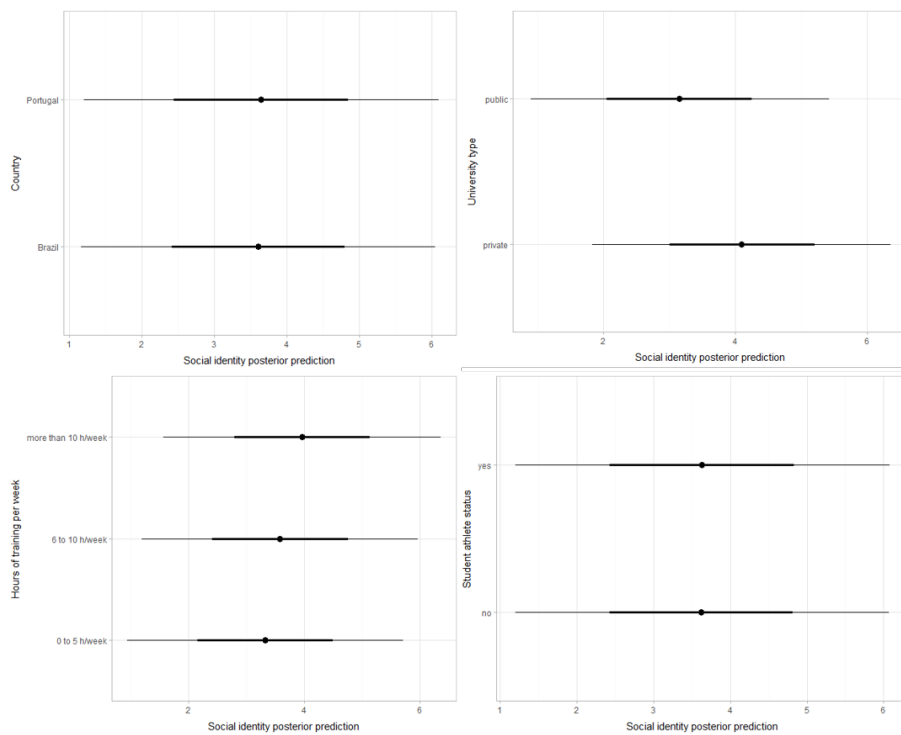 Country
Portugal
Brazil
1 2 3 4 5 6
Social identity posterior prediction
University type
public
private
2 4 6
Social identity posterior prediction
Hours of training per week
more than 10 h/week
6 to 10 h/week
0 to 5 h/week
2 4 6
Social identity posterior prediction
Student athlete status
yes
no
1 2 3 4 5 6
Social identity posterior prediction